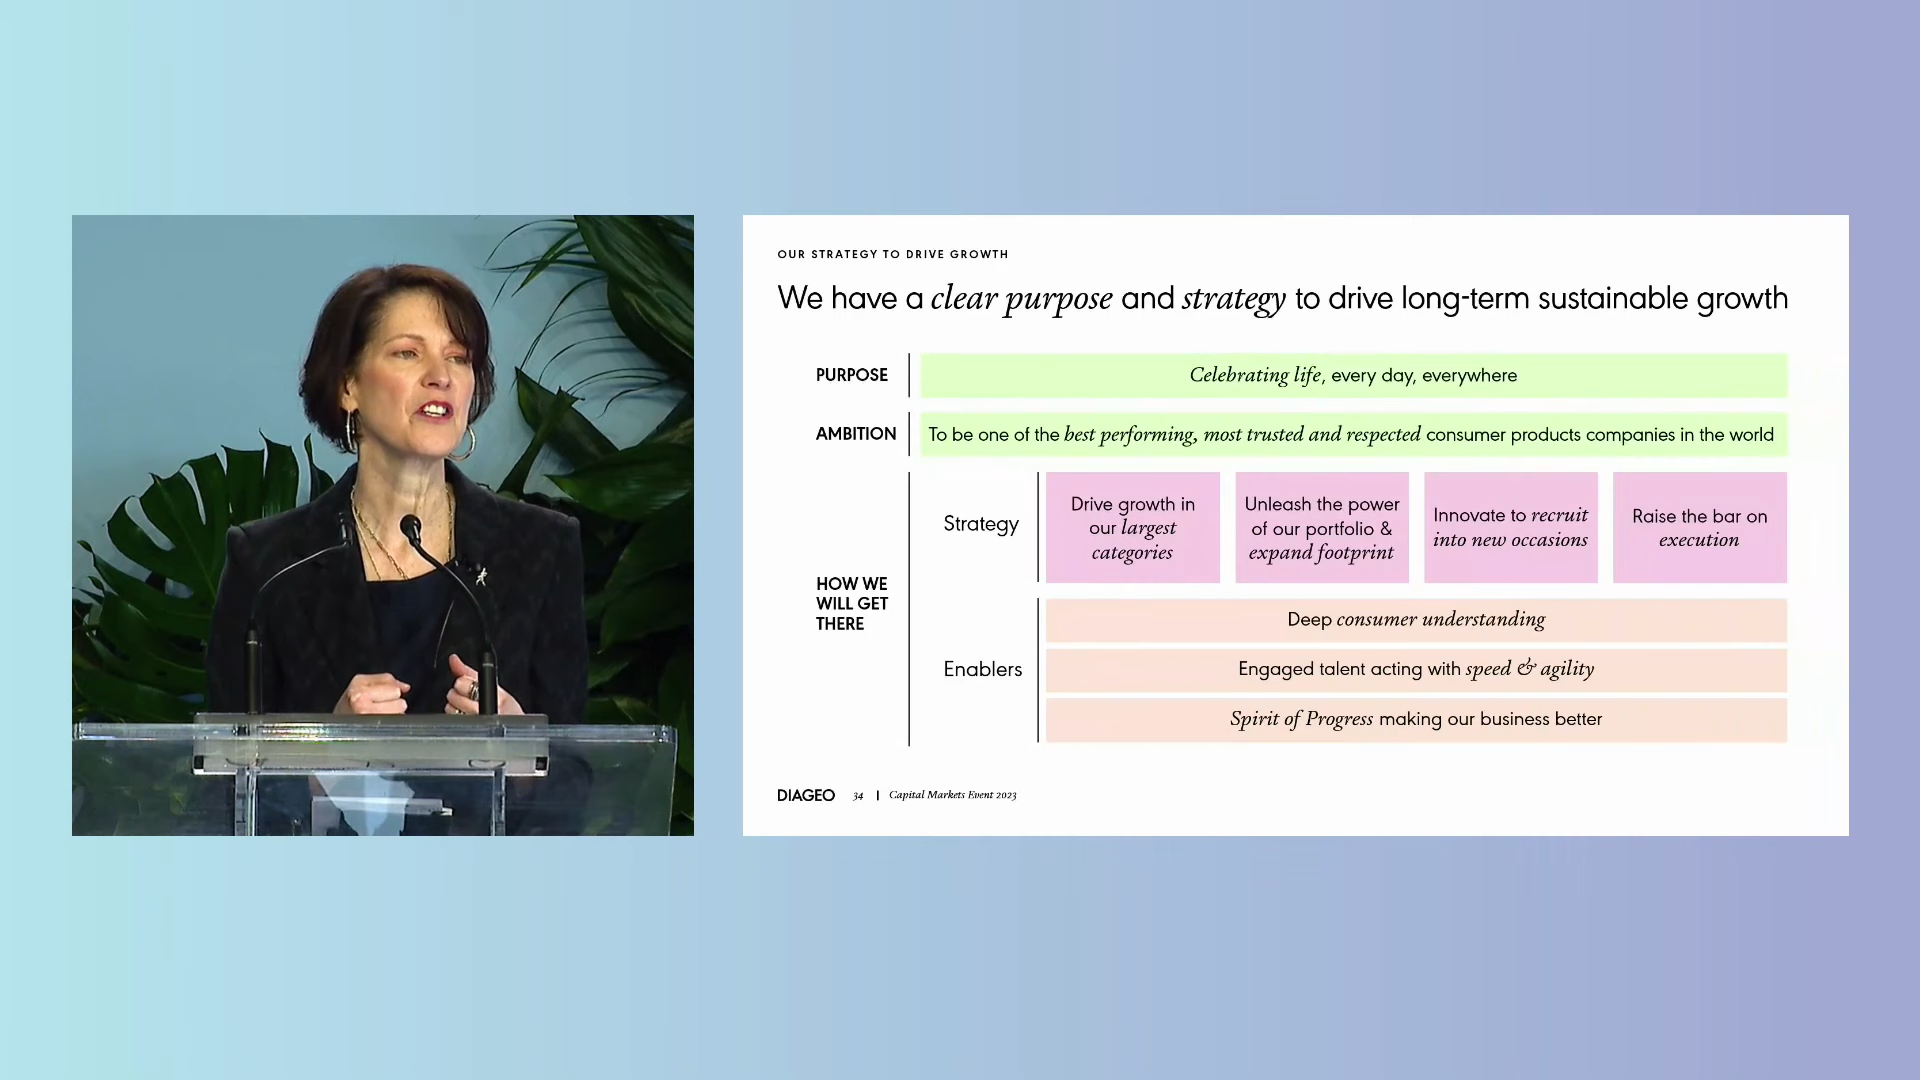 OUR STRATEGY TO DRIVE GROWTH
We have a clear purpose and strategy to drive long-term sustainable growth
PURPOSE
Celebrating life, every day, everywhere
AMBITION
To be one of the best performing, most trusted and respected consumer products companies in the world
HOW WE
WILL GET
THERE
Strategy
Drive growth in
our largest
categories
Unleash the power
of our portfolio &
expand footprint
Innovate to recruit
into new occasions
Raise the bar on
execution
Enablers
Deep consumer understanding
Engaged talent acting with speed & agility
Spirit of Progress making our business better
DIAGEO 34 | Capital Markets Event 2023